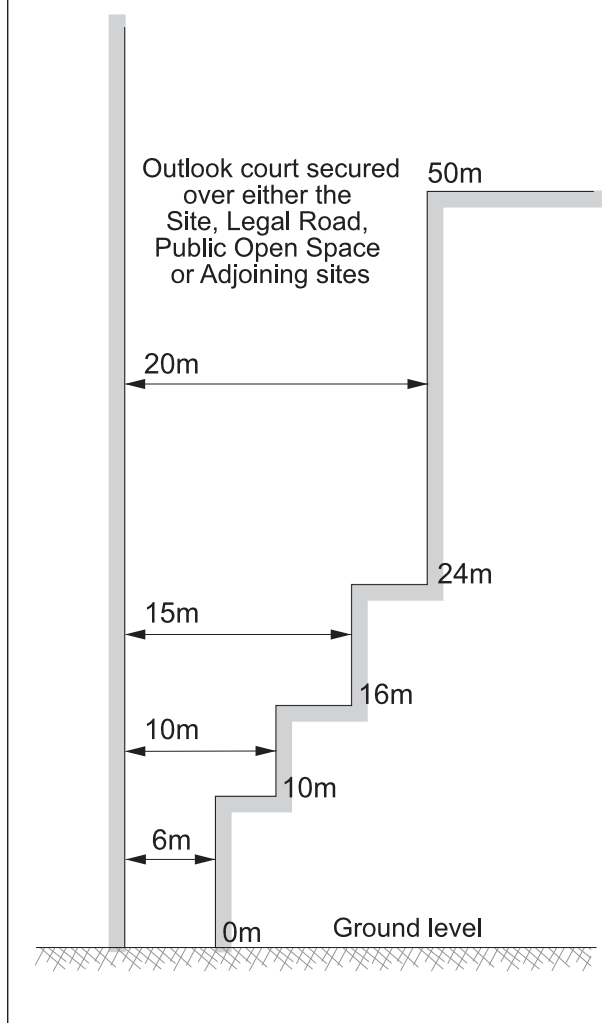 Outlook court secured
over either the
Site, Legal Road,
Public Open Space
or Adjoining sites
50m
20m
24m
15m
16m
10m
10m
6m
0m
Ground level